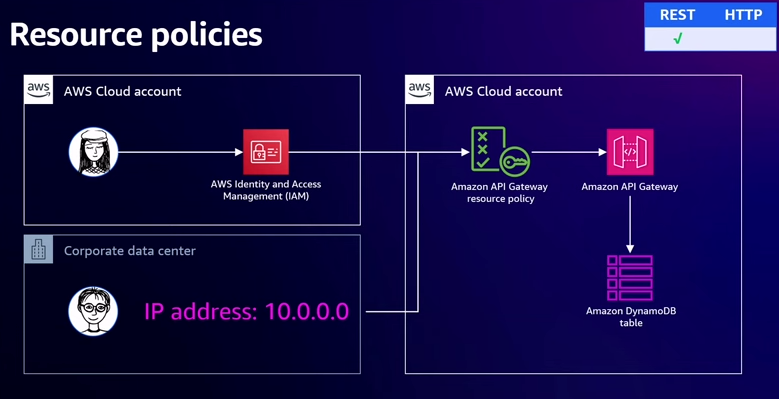 Resource policies
REST HTTP
√
aws
AWS Cloud account
AWS Identity and Access
Management (IAM)
Corporate data center
IP address: 10.0.0.0
aws
AWS Cloud account
Amazon API Gateway
resource policy
Amazon API Gateway
Amazon DynamoDB
table